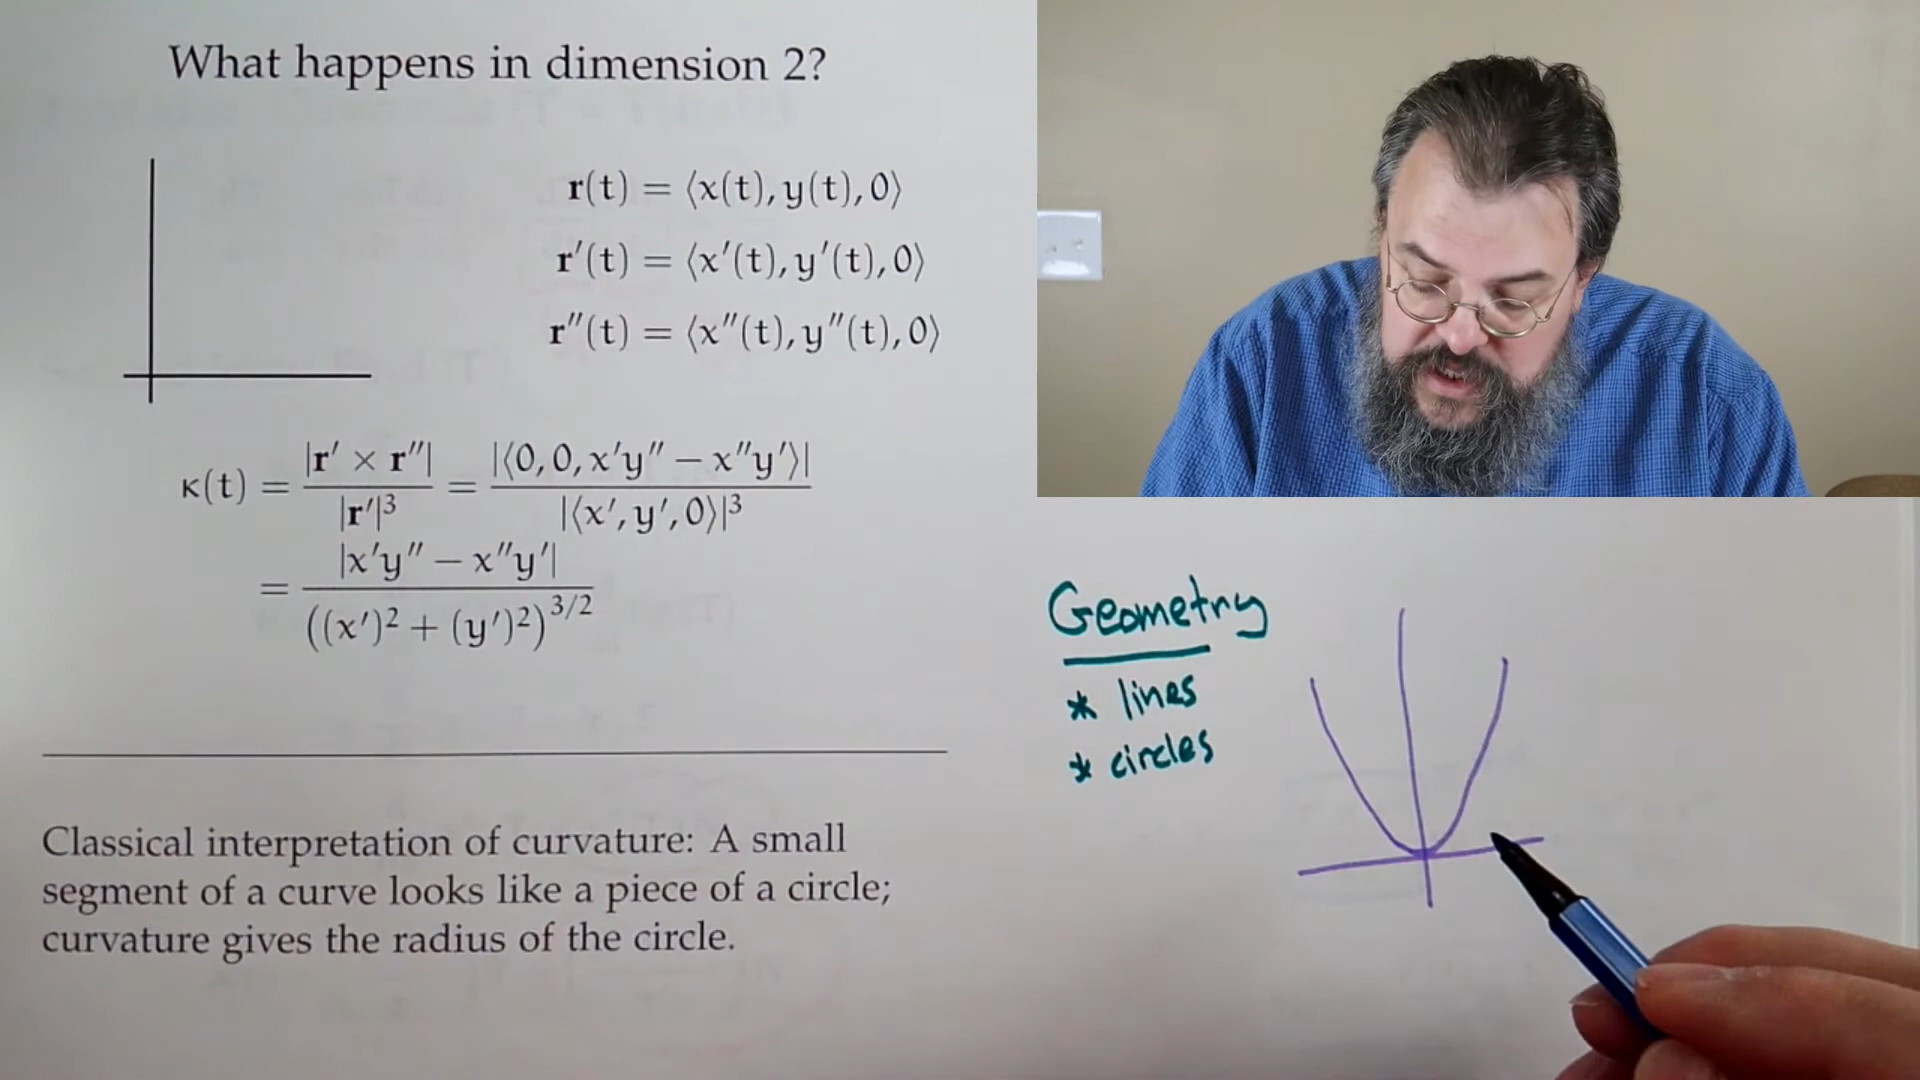 What happens in dimension 2?
r(t) = ⟨x(t), y(t), 0⟩
r′(t) = ⟨x′(t), y′(t), 0⟩
r″(t) = ⟨x″(t), y″(t), 0⟩
κ(t) = |r′ × r″| / |r′|³ = |⟨0, 0, x′y″ − x″y′⟩| / |⟨x′, y′, 0⟩|³
= |x′y″ − x″y′| / ((x′)² + (y′)²)^3/2
Classical interpretation of curvature: A small
segment of a curve looks like a piece of a circle;
curvature gives the radius of the circle.
Geometry
* lines
* circles